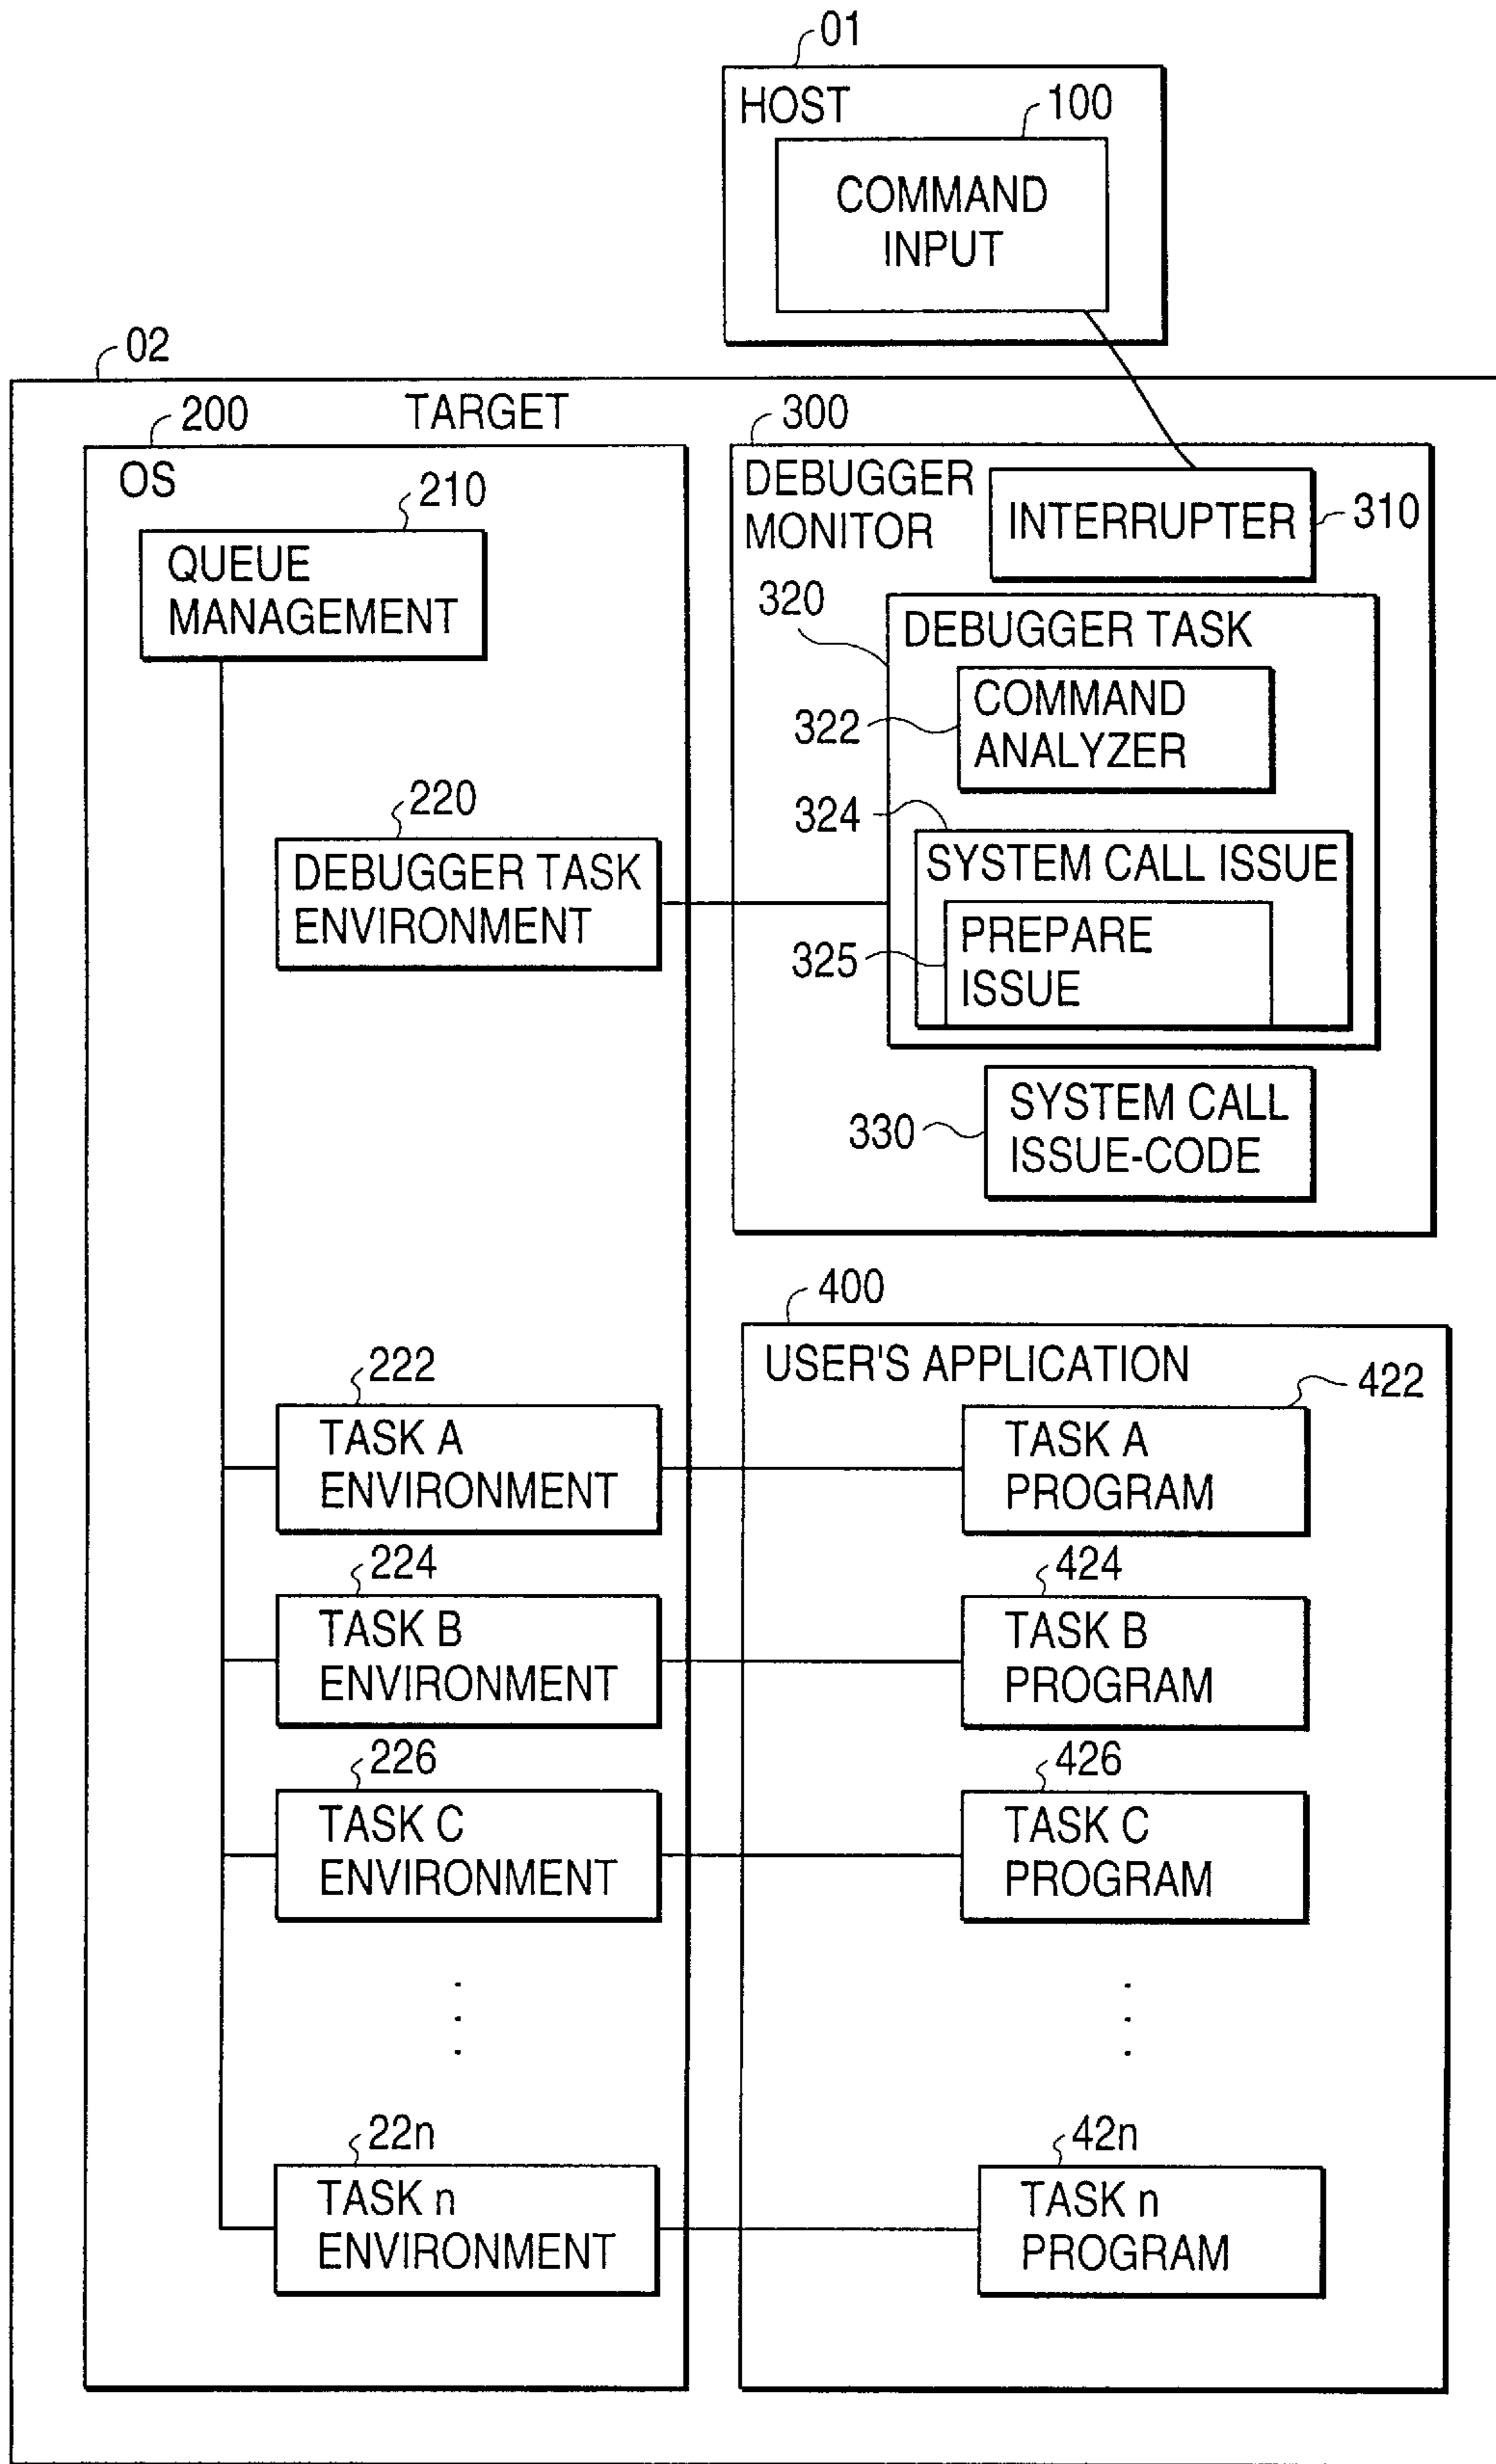 01
HOST
100
COMMAND
INPUT
02
TARGET
200
OS
210
QUEUE
MANAGEMENT
220
DEBUGGER TASK
ENVIRONMENT
300
DEBUGGER
MONITOR
INTERRUPTER
310
320
DEBUGGER TASK
322
COMMAND
ANALYZER
324
SYSTEM CALL ISSUE
325
PREPARE
ISSUE
330
SYSTEM CALL
ISSUE-CODE
400
USER'S APPLICATION
222
TASK A
ENVIRONMENT
422
TASK A
PROGRAM
224
TASK B
ENVIRONMENT
424
TASK B
PROGRAM
226
TASK C
ENVIRONMENT
426
TASK C
PROGRAM
22n
TASK n
ENVIRONMENT
42n
TASK n
PROGRAM